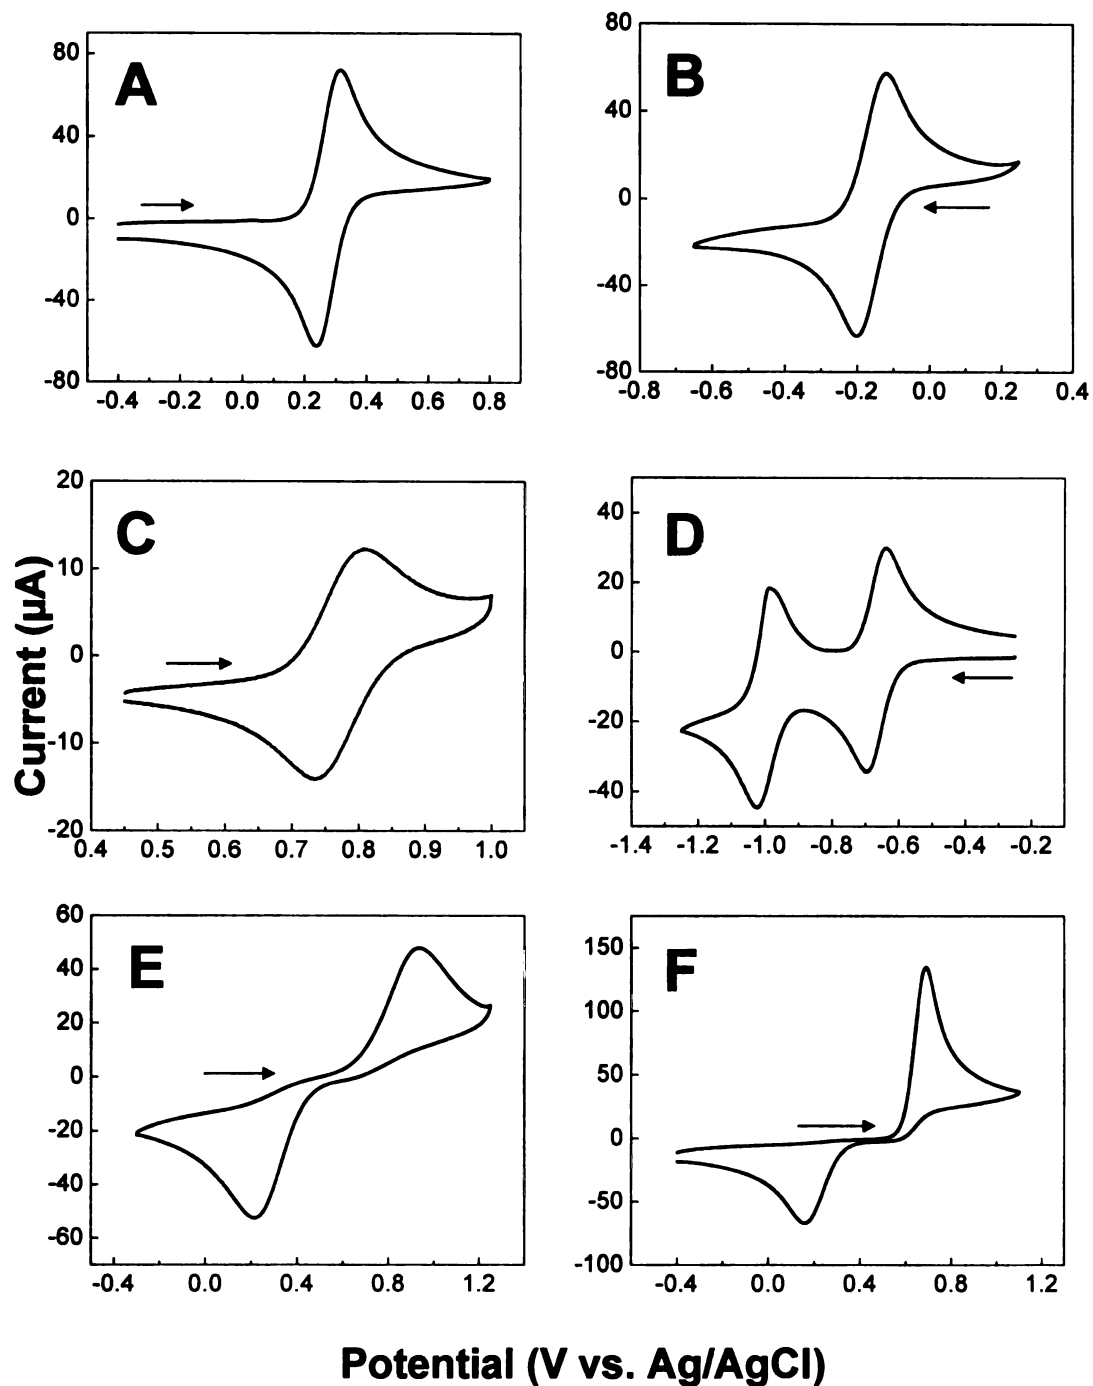 A
80
40
0
-40
-80
-0.4 -0.2 0.0 0.2 0.4 0.6 0.8
B
80
40
0
-40
-80
-0.8 -0.6 -0.4 -0.2 0.0 0.2 0.4
C
20
10
0
-10
-20
0.4 0.5 0.6 0.7 0.8 0.9 1.0
D
40
20
0
-20
-40
-1.4 -1.2 -1.0 -0.8 -0.6 -0.4 -0.2
E
60
40
20
0
-20
-40
-60
-0.4 0.0 0.4 0.8 1.2
F
150
100
50
0
-50
-100
-0.4 0.0 0.4 0.8 1.2
Current (µA)
Potential (V vs. Ag/AgCl)